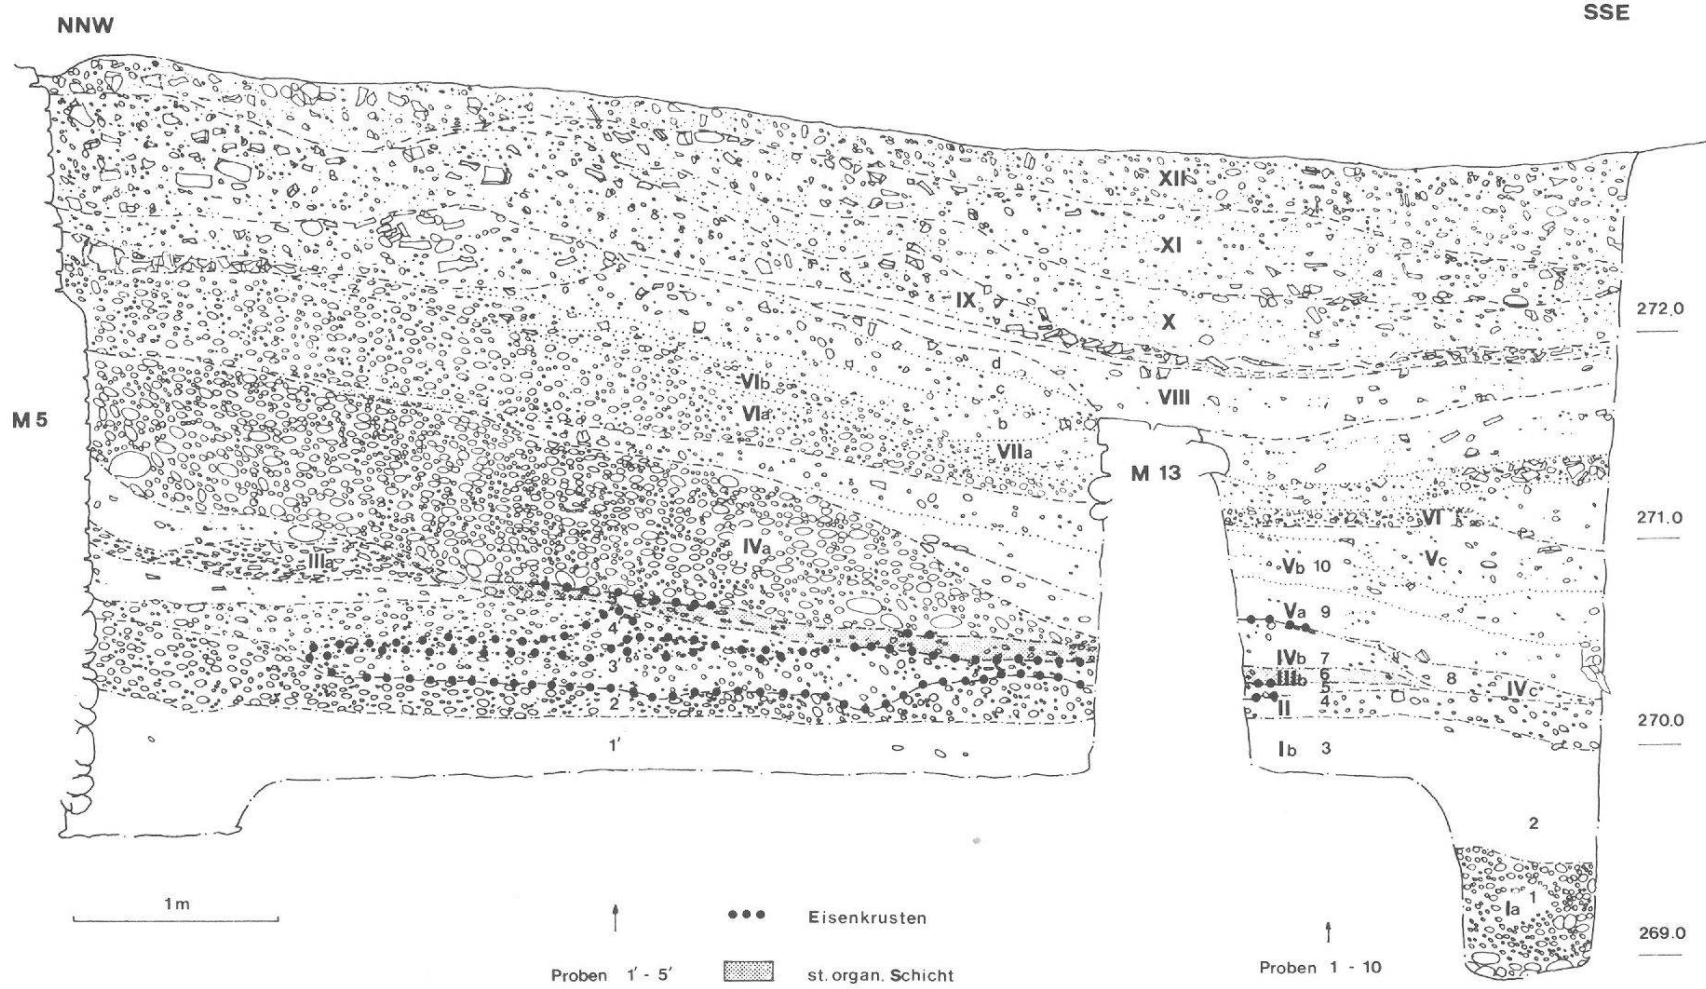 NNW
SSE
XII
XI
IX
X
272.0
d
VIb
c
VIII
VIa
M5
b
VIIa
M 13
VI
271.0
IVa
Vc
IIIa
Vb 10
Va 9
4
IVb 7
3
6
IIIb
8
5
IVc
2
4
II
270.0
1'
Ib 3
2
1
Ia
1m
Eisenkrusten
269.0
Proben 1' - 5'
st. organ. Schicht
Proben 1 - 10